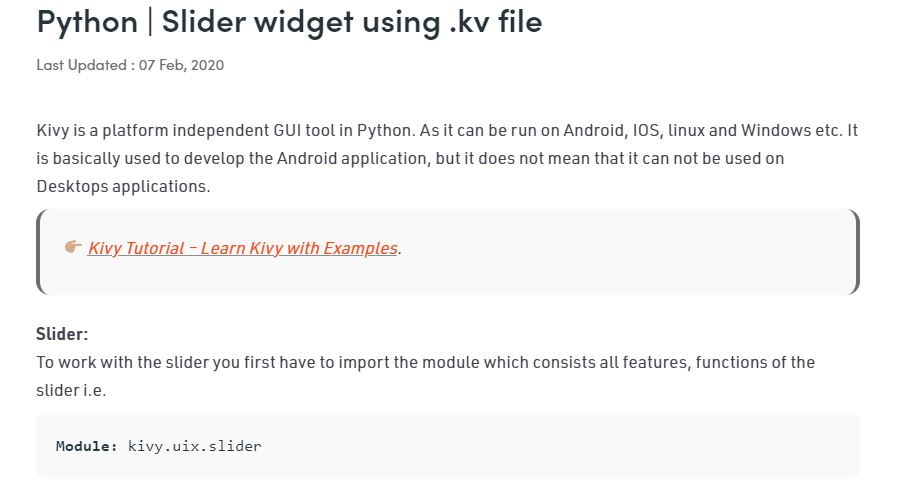 Python | Slider widget using .kv file
Last Updated : 07 Feb, 2020
Kivy is a platform independent GUI tool in Python. As it can be run on Android, IOS, linux and Windows etc. It
is basically used to develop the Android application, but it does not mean that it can not be used on
Desktops applications.
👉🏽 Kivy Tutorial – Learn Kivy with Examples.
Slider:
To work with the slider you first have to import the module which consists all features, functions of the
slider i.e.
Module: kivy.uix.slider